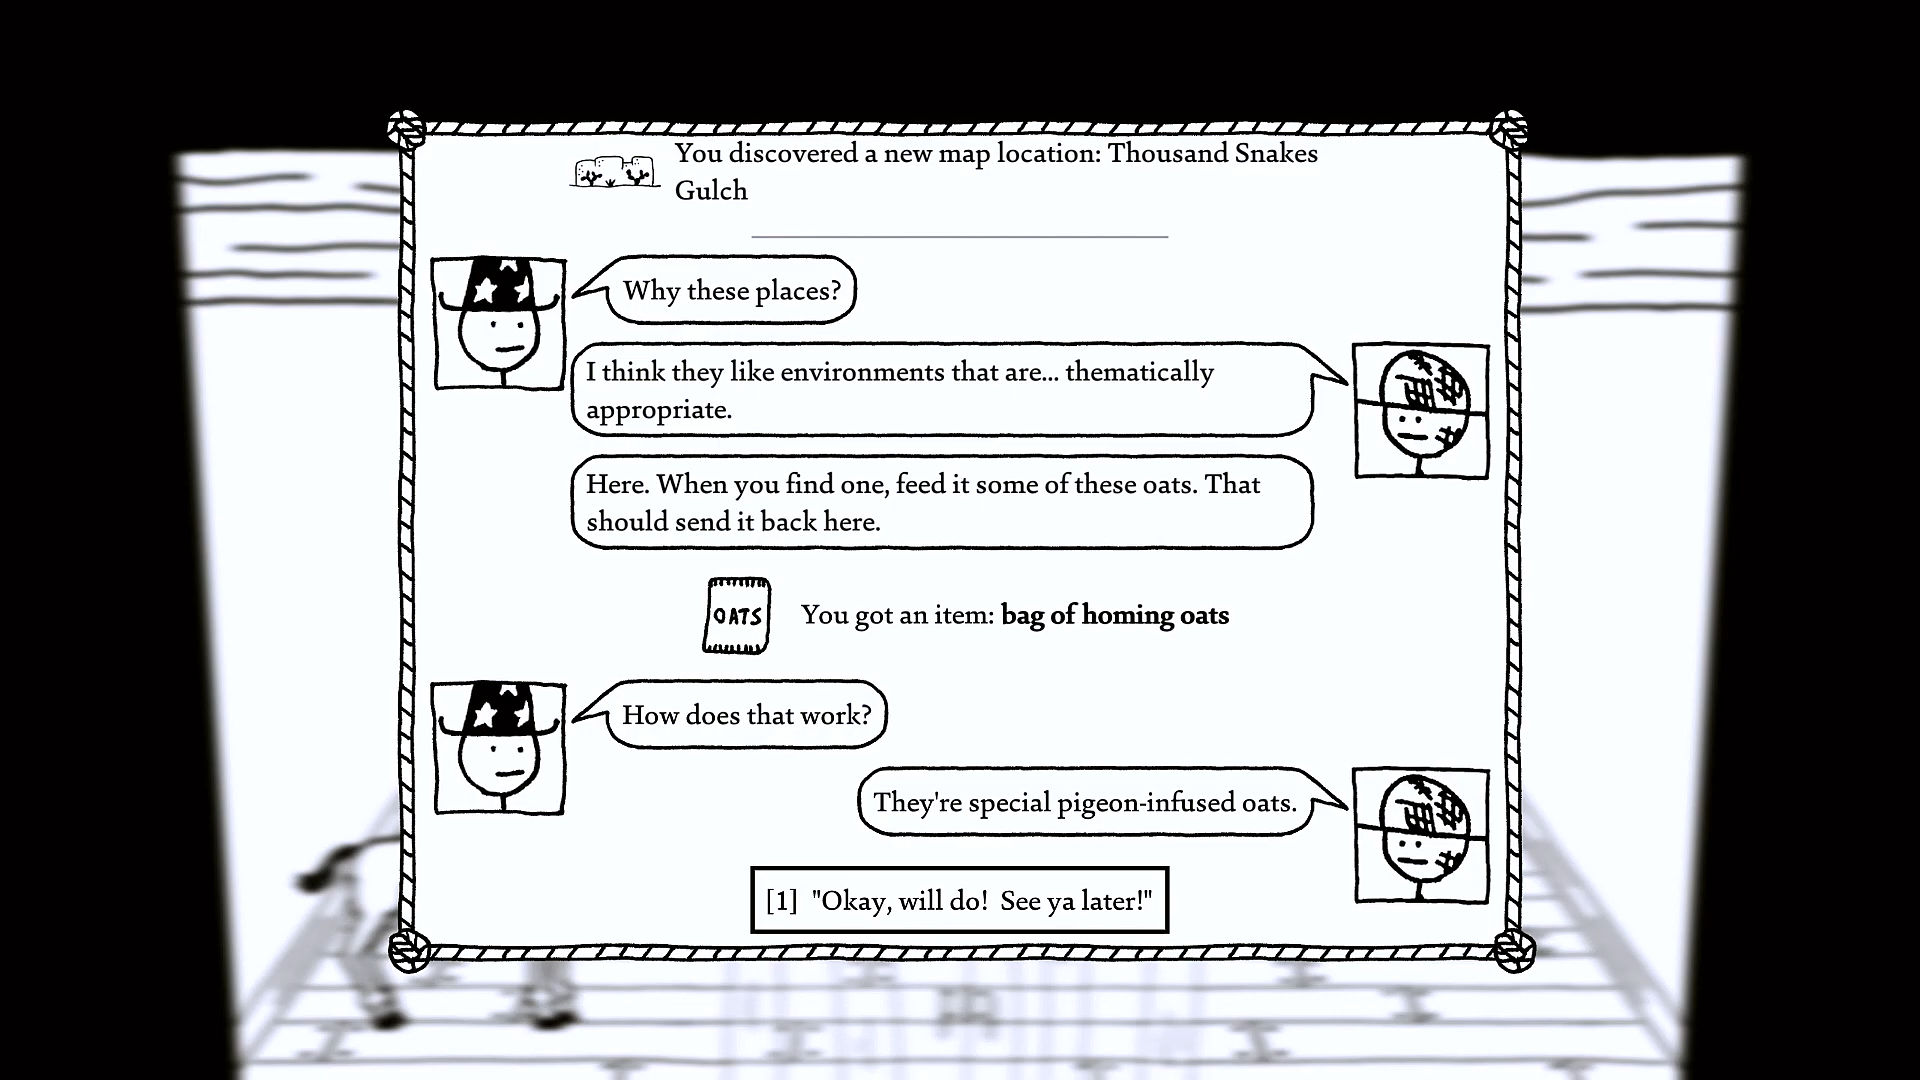 You discovered a new map location: Thousand Snakes
Gulch
Why these places?
I think they like environments that are... thematically
appropriate.
Here. When you find one, feed it some of these oats. That
should send it back here.
OATS
You got an item: bag of homing oats
How does that work?
They're special pigeon-infused oats.
[1] "Okay, will do! See ya later!"